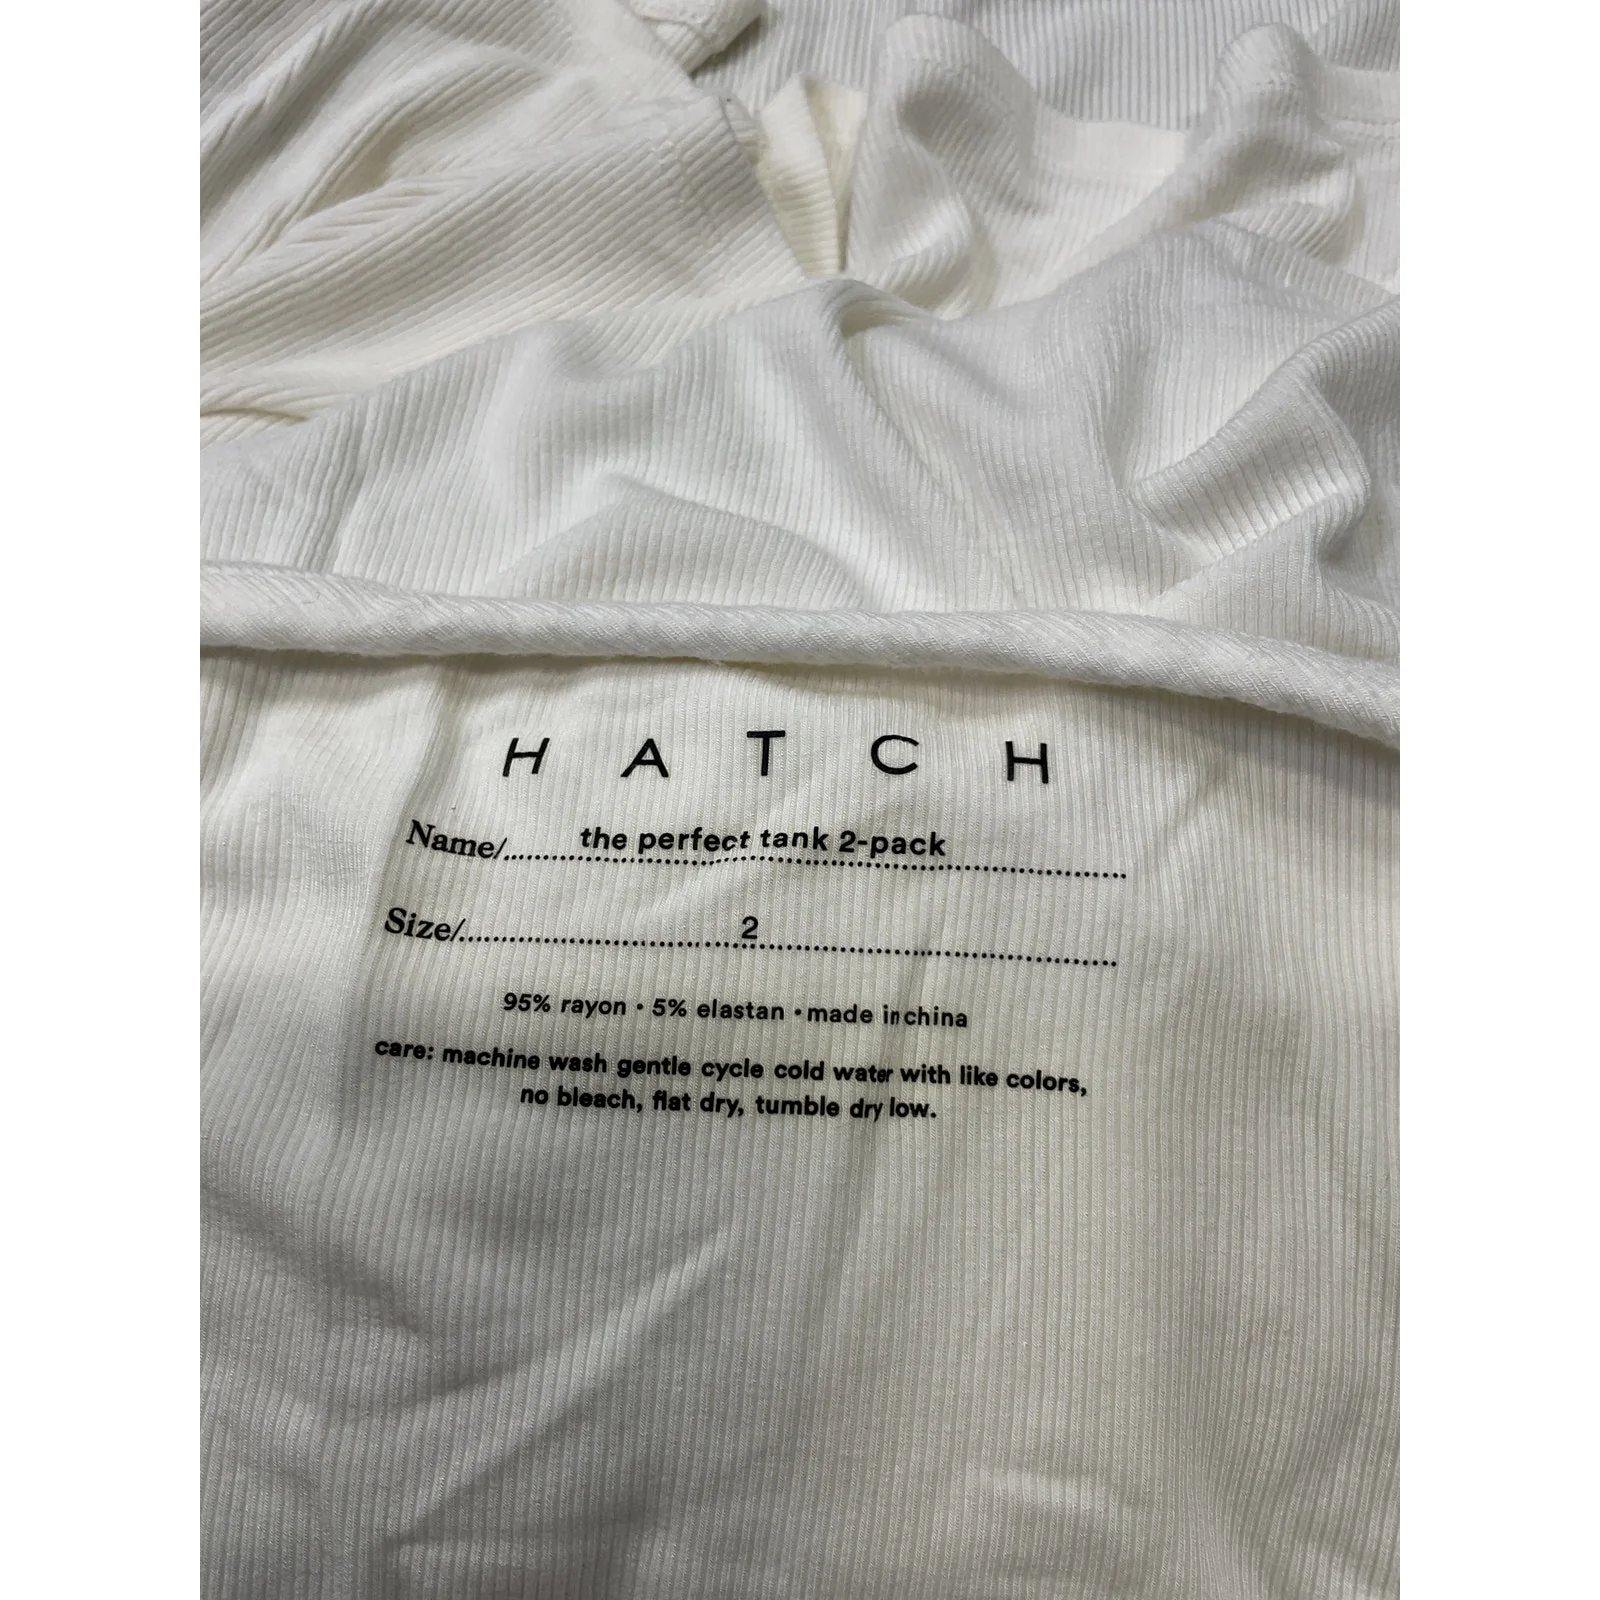 HATCH
Name/ the perfect tank 2-pack
Size/ 2
95% rayon • 5% elastan • made in china
care: machine wash gentle cycle cold water with like colors,
no bleach, flat dry, tumble dry low.